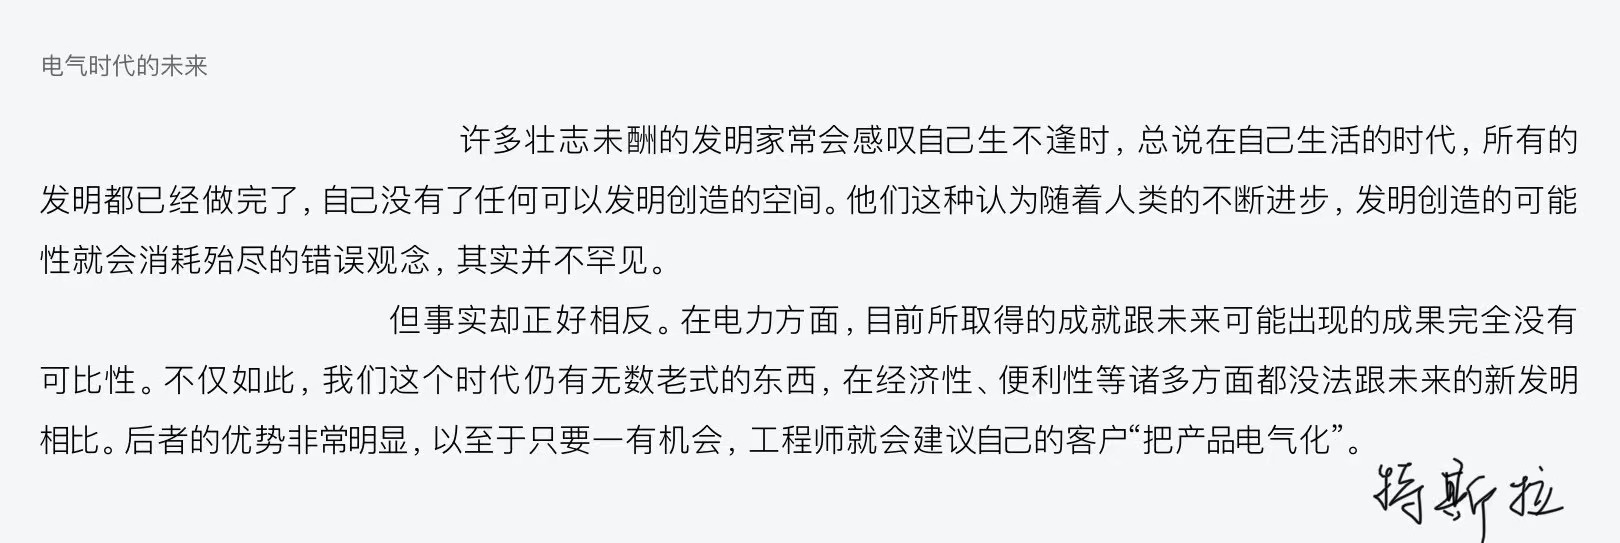 电气时代的未来
许多壮志未酬的发明家常会感叹自己生不逢时，总说在自己生活的时代，所有的
发明都已经做完了，自己没有了任何可以发明创造的空间。他们这种认为随着人类的不断进步，发明创造的可能
性就会消耗殆尽的错误观念，其实并不罕见。
但事实却正好相反。在电力方面，目前所取得的成就跟未来可能出现的成果完全没有
可比性。不仅如此，我们这个时代仍有无数老式的东西，在经济性、便利性等诸多方面都没法跟未来的新发明
相比。后者的优势非常明显，以至于只要一有机会，工程师就会建议自己的客户“把产品电气化”。
特斯拉